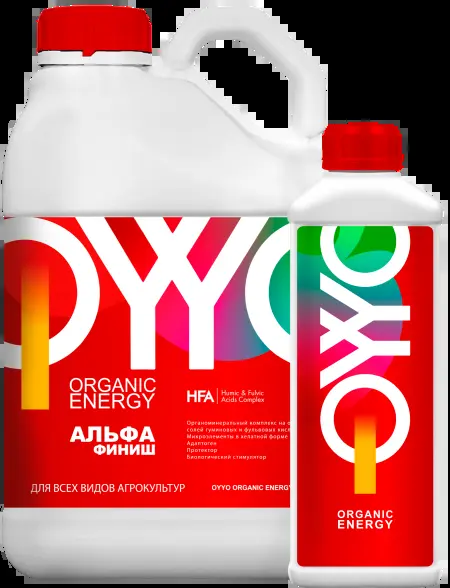 OYYO
ORGANIC
ENERGY
HFA
Humic & Fulvic
Acids Complex
АЛЬФА
ФИНИШ
Органоминеральный комплекс на
солей гуминовых и фульвовых
Микроэлементы в хелатной форме
Адаптоген
Протектор
Биологический стимулятор
ДЛЯ ВСЕХ ВИДОВ АГРОКУЛЬТУР
OYYO ORGANIC ENERGY
OYYO
ORGANIC
ENERGY